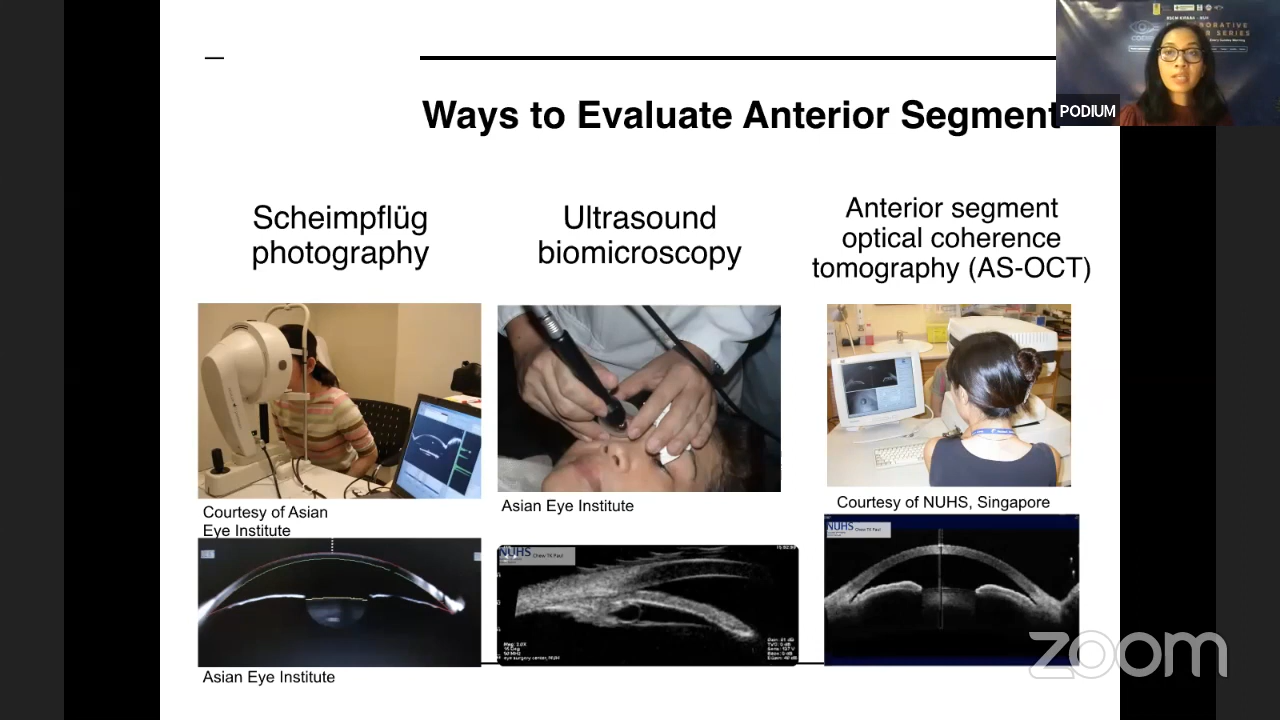 Ways to Evaluate Anterior Segment
PODIUM
Scheimpflüg
photography
Ultrasound
biomicroscopy
Anterior segment
optical coherence
tomography (AS-OCT)
Courtesy of Asian
Eye Institute
Asian Eye Institute
Courtesy of NUHS, Singapore
NUHS
NUHS
Asian Eye Institute
zoom